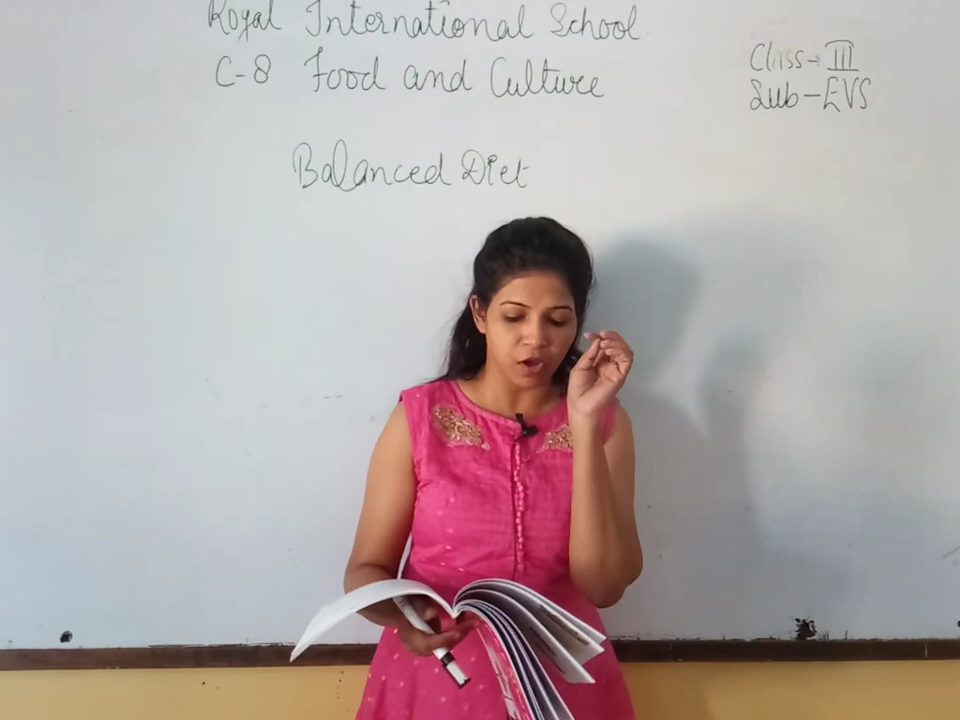 Royal International School
C-8 Food and Culture
Class → III
Sub - EVS
Balanced Diet